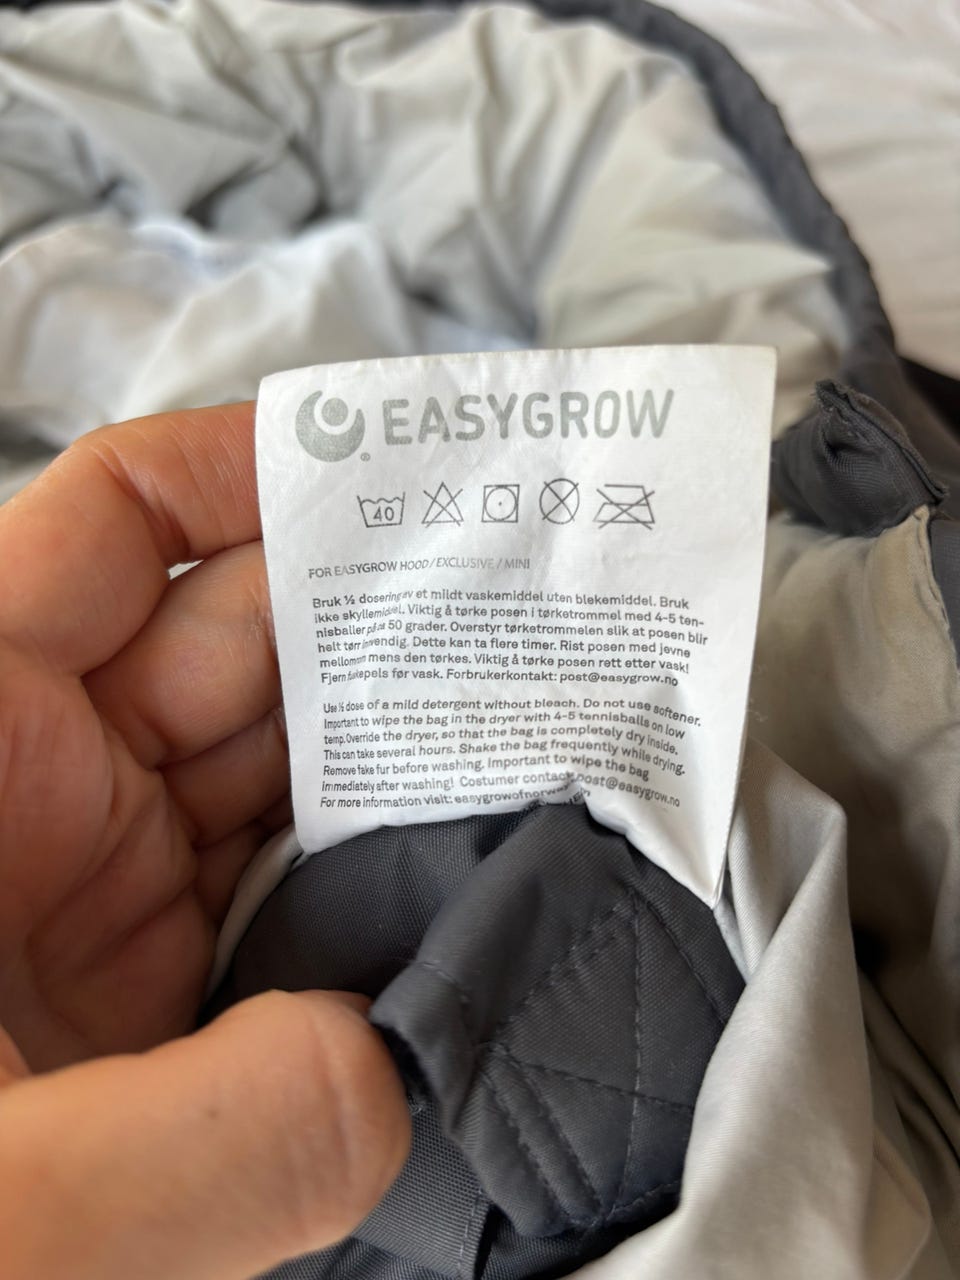 EASYGROW
®
40
FOR EASYGROW HOOD / EXCLUSIVE / MINI
Bruk ½ dosering av et mildt vaskemiddel uten blekemiddel. Bruk
ikke skyllemiddel. Viktig å tørke posen i tørketrommel med 4-5 ten-
nisballer på ca 50 grader. Overstyr tørketrommelen slik at posen blir
helt tørr innvendig. Dette kan ta flere timer. Rist posen med jevne
mellomrom mens den tørkes. Viktig å tørke posen rett etter vask!
Fjern fuskepels før vask. Forbrukerkontakt: post@easygrow.no
Use ½ dose of a mild detergent without bleach. Do not use softener.
Important to wipe the bag in the dryer with 4-5 tennisballs on low
temp. Override the dryer, so that the bag is completely dry inside.
This can take several hours. Shake the bag frequently while drying.
Remove fake fur before washing. Important to wipe the bag
immediately after washing! Costumer contact: post@easygrow.no
For more information visit: easygrowofnorway